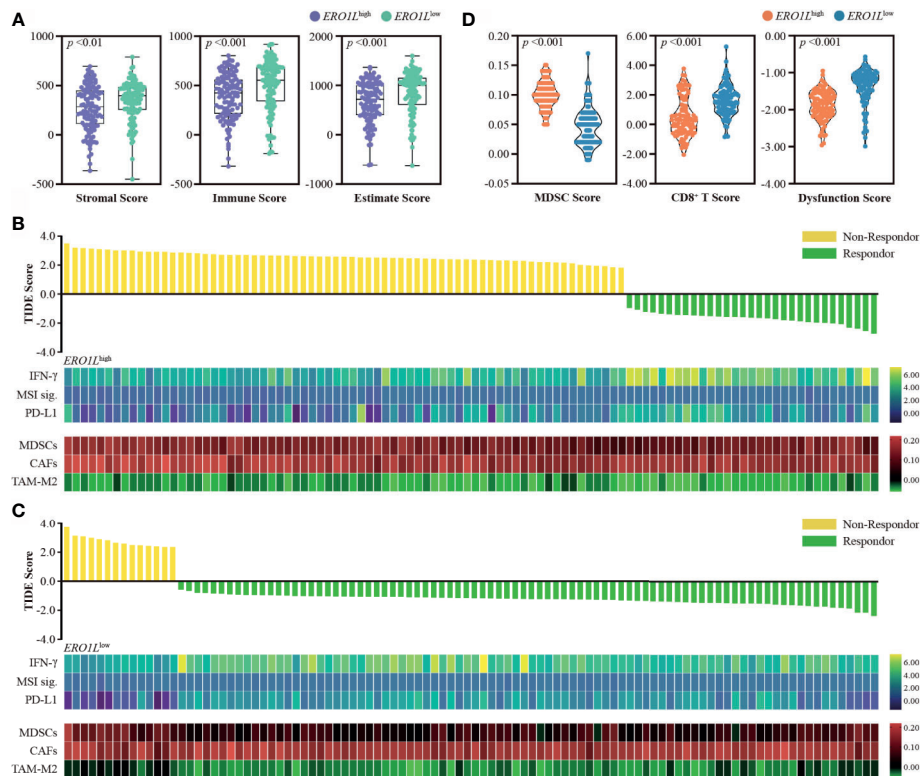 A
ERO1L^high ERO1L^low
p <0.01
1000
500
0
-500
Stromal Score
p <0.001
1000
500
0
-500
Immune Score
p <0.001
2000
1000
0
-1000
Estimate Score
D
ERO1L^high ERO1L^low
p <0.001
0.20
0.15
0.10
0.05
0.00
-0.05
MDSC Score
p <0.001
6.00
4.00
2.00
0.00
-2.00
-4.00
CD8⁺ T Score
p <0.001
0.00
-1.00
-2.00
-3.00
-4.00
Dysfunction Score
B
4.0
2.0
0.0
-2.0
-4.0
TIDE Score
Non-Respondor
Respondor
ERO1L^high
IFN-γ
MSI sig.
PD-L1
6.00
4.00
2.00
0.00
MDSCs
CAFs
TAM-M2
0.20
0.10
0.00
C
4.0
2.0
0.0
-2.0
-4.0
TIDE Score
Non-Respondor
Respondor
ERO1L^low
IFN-γ
MSI sig.
PD-L1
6.00
4.00
2.00
0.00
MDSCs
CAFs
TAM-M2
0.20
0.10
0.00